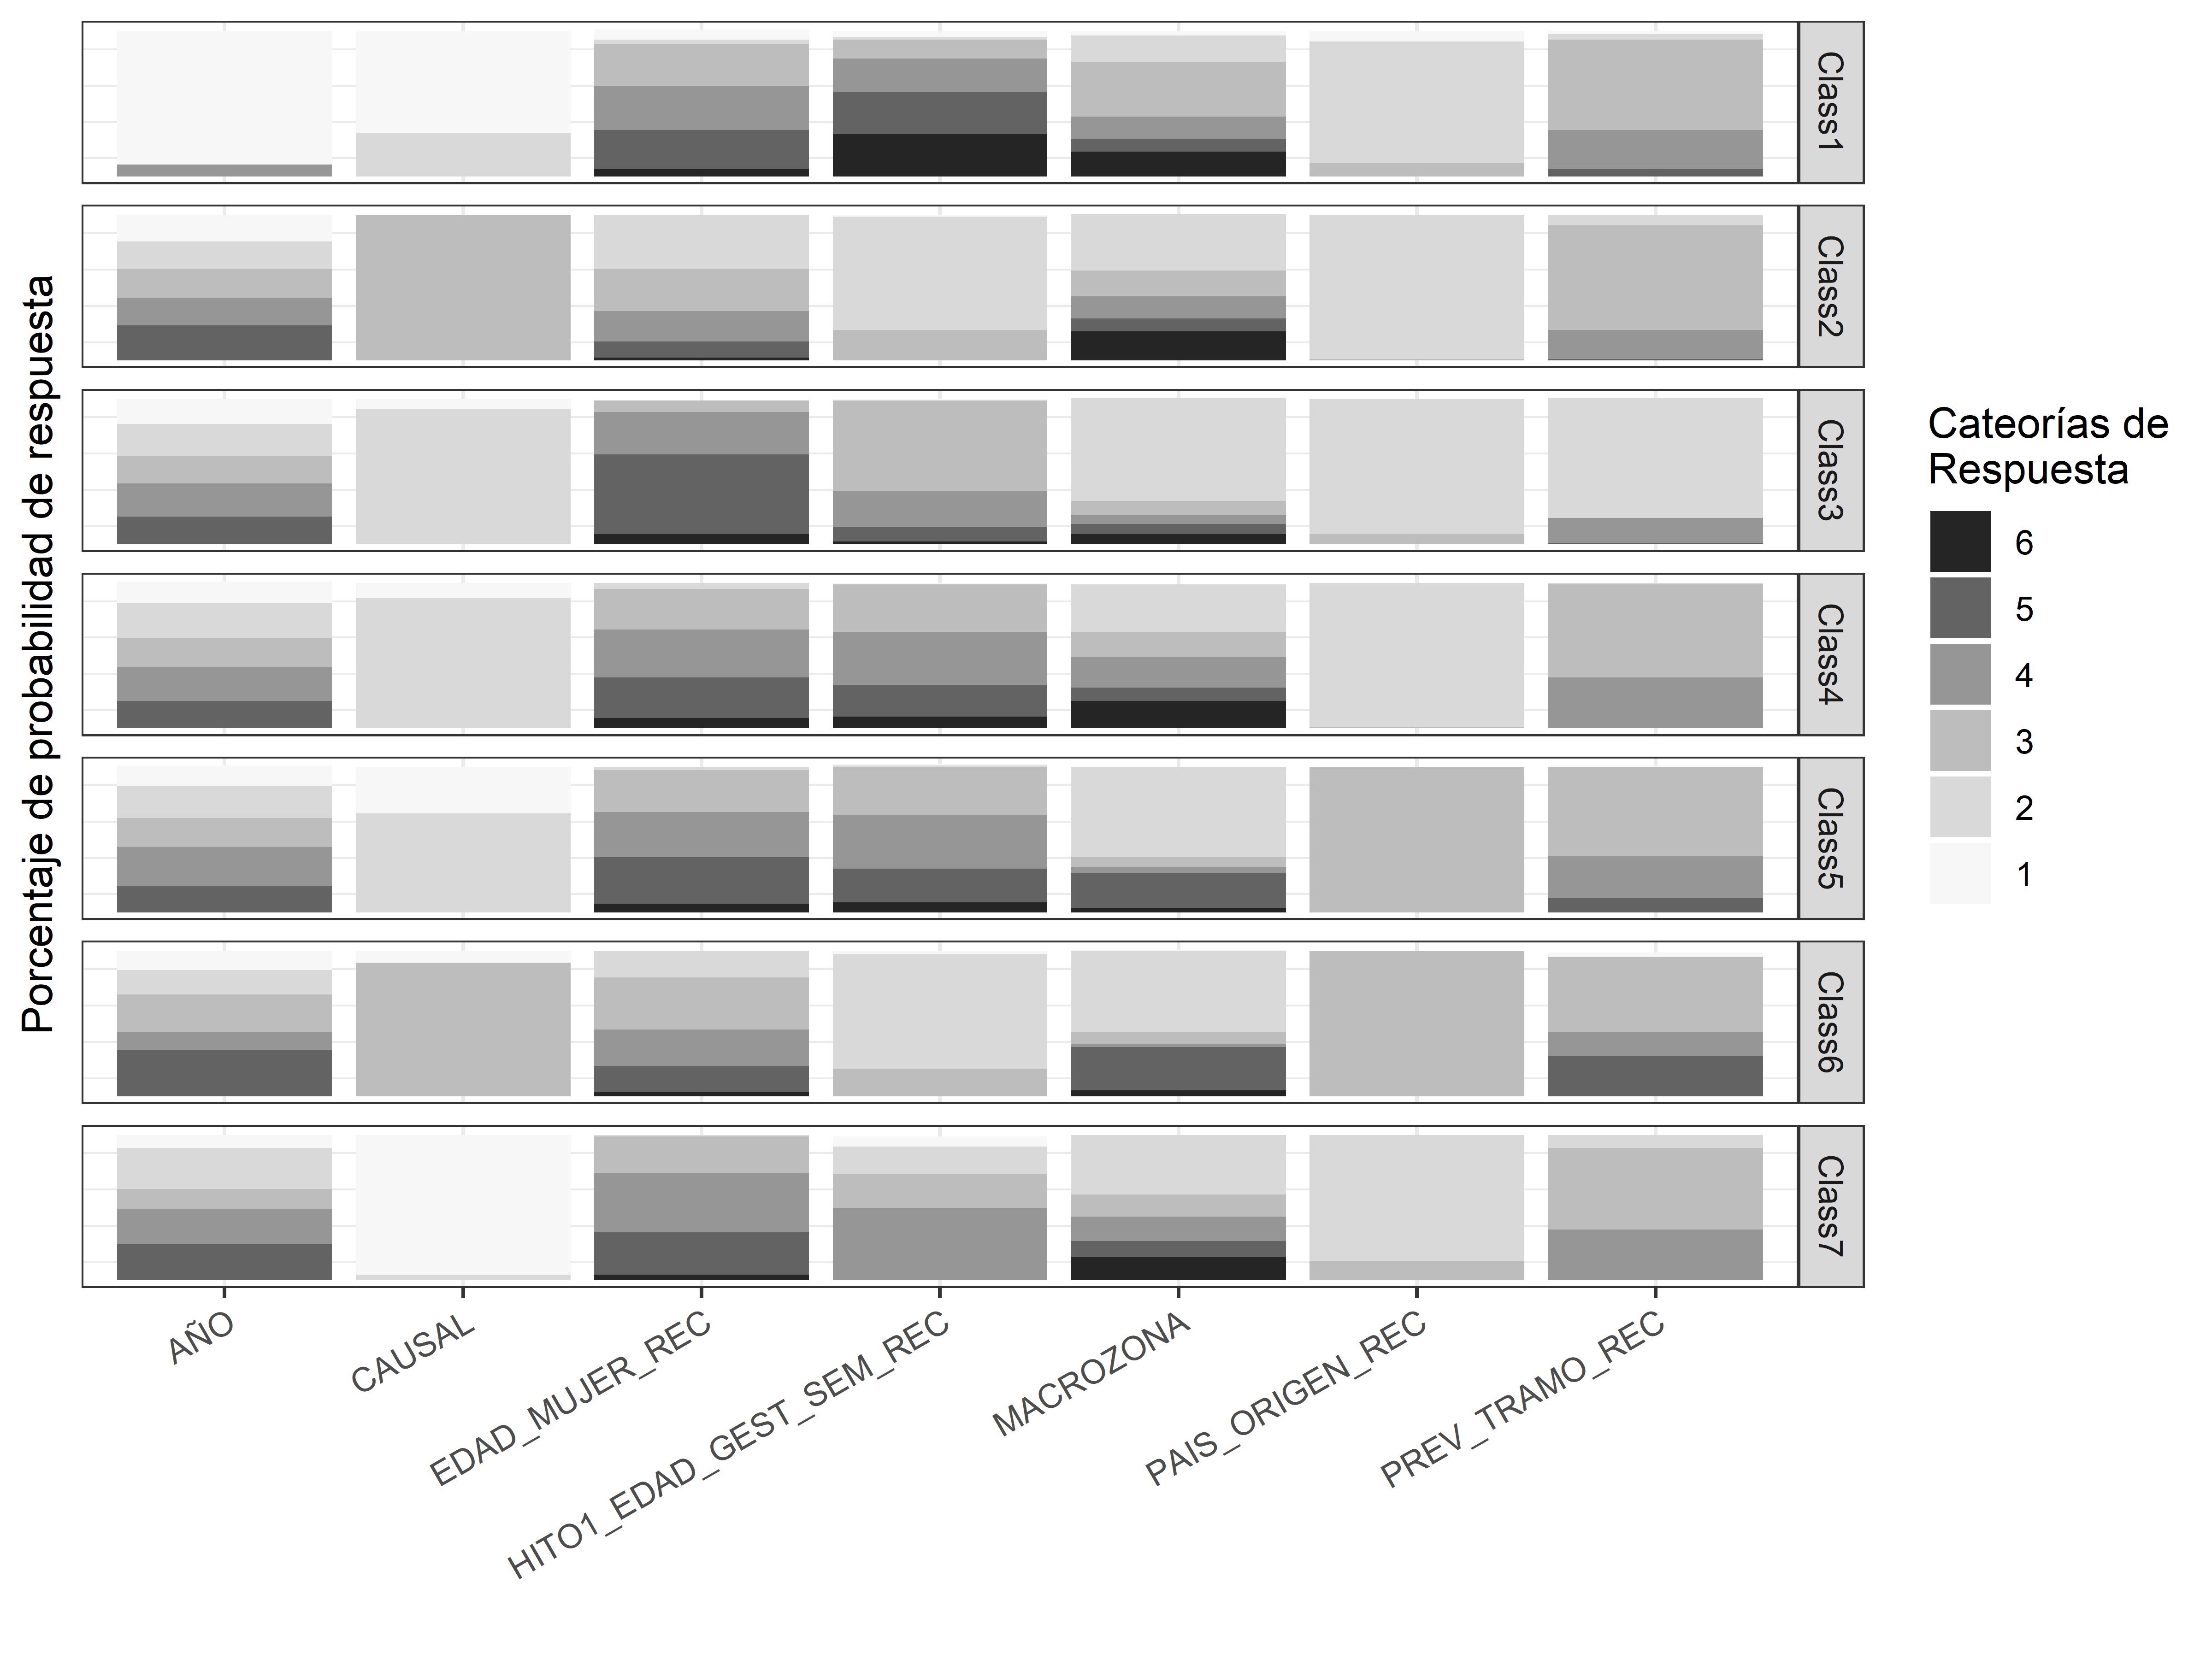 Porcentaje de probabilidad de respuesta
Class1
Class2
Class3
Class4
Class5
Class6
Class7
AÑO
CAUSAL
EDAD_MUJER_REC
HITO1_EDAD_GEST_SEM_REC
MACROZONA
PAIS_ORIGEN_REC
PREV_TRAMO_REC
Cateorías de
Respuesta
6
5
4
3
2
1